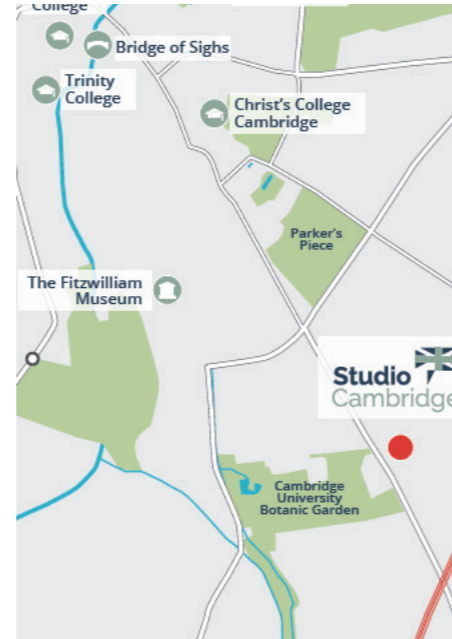 College
Bridge of Sighs
Trinity
College
Christ's College
Cambridge
Parker's
Piece
The Fitzwilliam
Museum
Studio
Cambridge
Cambridge
University
Botanic Garden